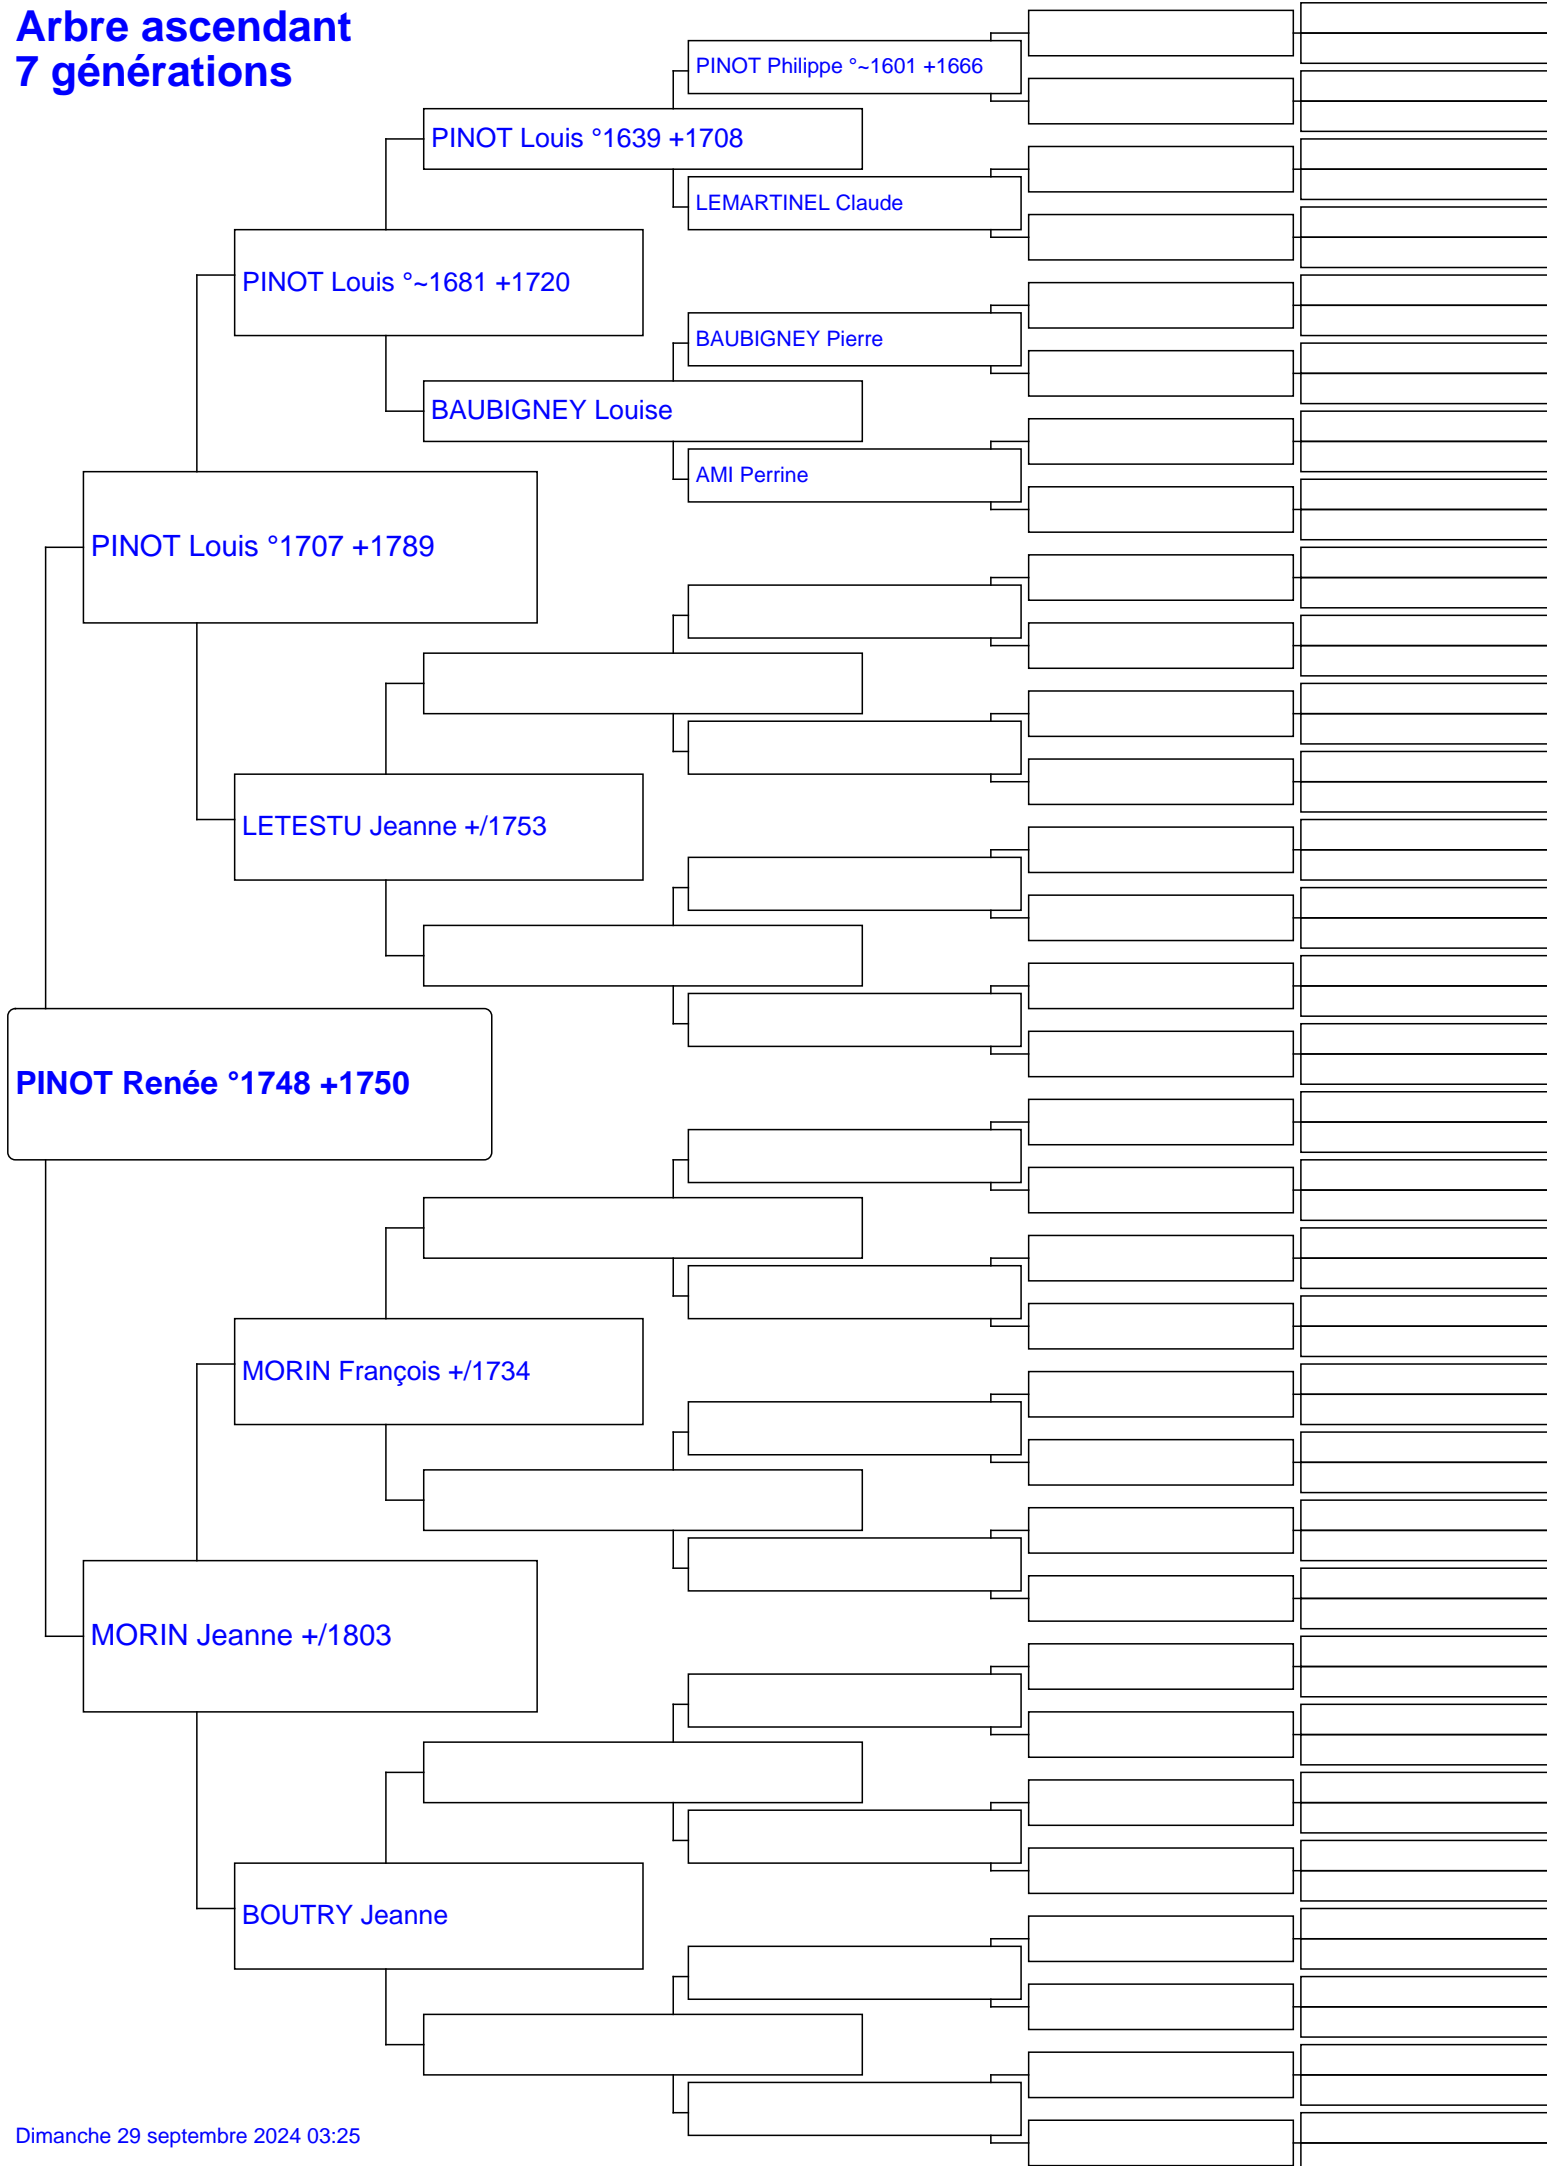 Arbre ascendant
7 générations
PINOT Philippe °~1601 +1666
PINOT Louis °1639 +1708
LEMARTINEL Claude
PINOT Louis °~1681 +1720
BAUBIGNEY Pierre
BAUBIGNEY Louise
AMI Perrine
PINOT Louis °1707 +1789
LETESTU Jeanne +/1753
PINOT Renée °1748 +1750
MORIN François +/1734
MORIN Jeanne +/1803
BOUTRY Jeanne
Dimanche 29 septembre 2024 03:25